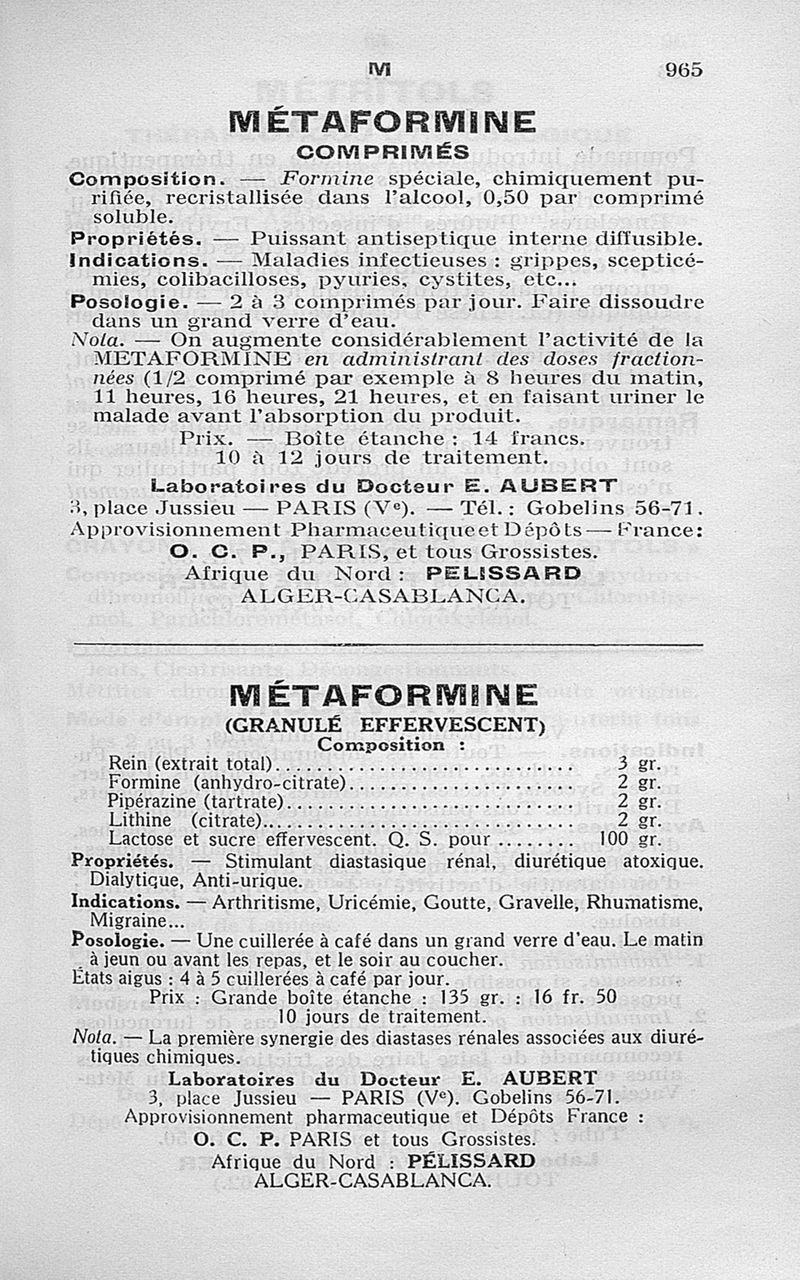 M
965
MÉTAFORMINE
COMPRIMÉS
Composition. — Formine spéciale, chimiquement pu-
rifiée, recristallisée dans l'alcool, 0,50 par comprimé
soluble.
Propriétés. — Puissant antiseptique interne diffusible.
Indications. — Maladies infectieuses : grippes, scepticé-
mies, colibacilloses, pyuries, cystites, etc...
Posologie. — 2 à 3 comprimés par jour. Faire dissoudre
dans un grand verre d'eau.
Nota. — On augmente considérablement l'activité de la
METAFORMINE en administrant des doses fraction-
nées (1/2 comprimé par exemple à 8 heures du matin,
11 heures, 16 heures, 21 heures, et en faisant uriner le
malade avant l'absorption du produit.
Prix. — Boîte étanche : 14 francs.
10 à 12 jours de traitement.
Laboratoires du Docteur E. AUBERT
3, place Jussieu — PARIS (Ve). — Tél. : Gobelins 56-71.
Approvisionnement Pharmaceutique et Dépôts — France :
O. C. P., PARIS, et tous Grossistes.
Afrique du Nord : PELISSARD
ALGER-CASABLANCA.
MÉTAFORMINE
(GRANULÉ EFFERVESCENT)
Composition :
Rein (extrait total)............................ 3 gr.
Formine (anhydro-citrate)..................... 2 gr.
Pipérazine (tartrate)........................... 2 gr.
Lithine (citrate)............................... 2 gr.
Lactose et sucre effervescent. Q. S. pour ........ 100 gr.
Propriétés. — Stimulant diastasique rénal, diurétique atoxique.
Dialytique, Anti-urique.
Indications. — Arthritisme, Uricémie, Goutte, Gravelle, Rhumatisme,
Migraine...
Posologie. — Une cuillerée à café dans un grand verre d'eau. Le matin
à jeun ou avant les repas, et le soir au coucher.
États aigus : 4 à 5 cuillerées à café par jour.
Prix : Grande boîte étanche : 135 gr. : 16 fr. 50
10 jours de traitement.
Nota. — La première synergie des diastases rénales associées aux diuré-
tiques chimiques.
Laboratoires du Docteur E. AUBERT
3, place Jussieu — PARIS (Ve). Gobelins 56-71.
Approvisionnement pharmaceutique et Dépôts France :
O. C. P. PARIS et tous Grossistes.
Afrique du Nord : PÉLISSARD
ALGER-CASABLANCA.